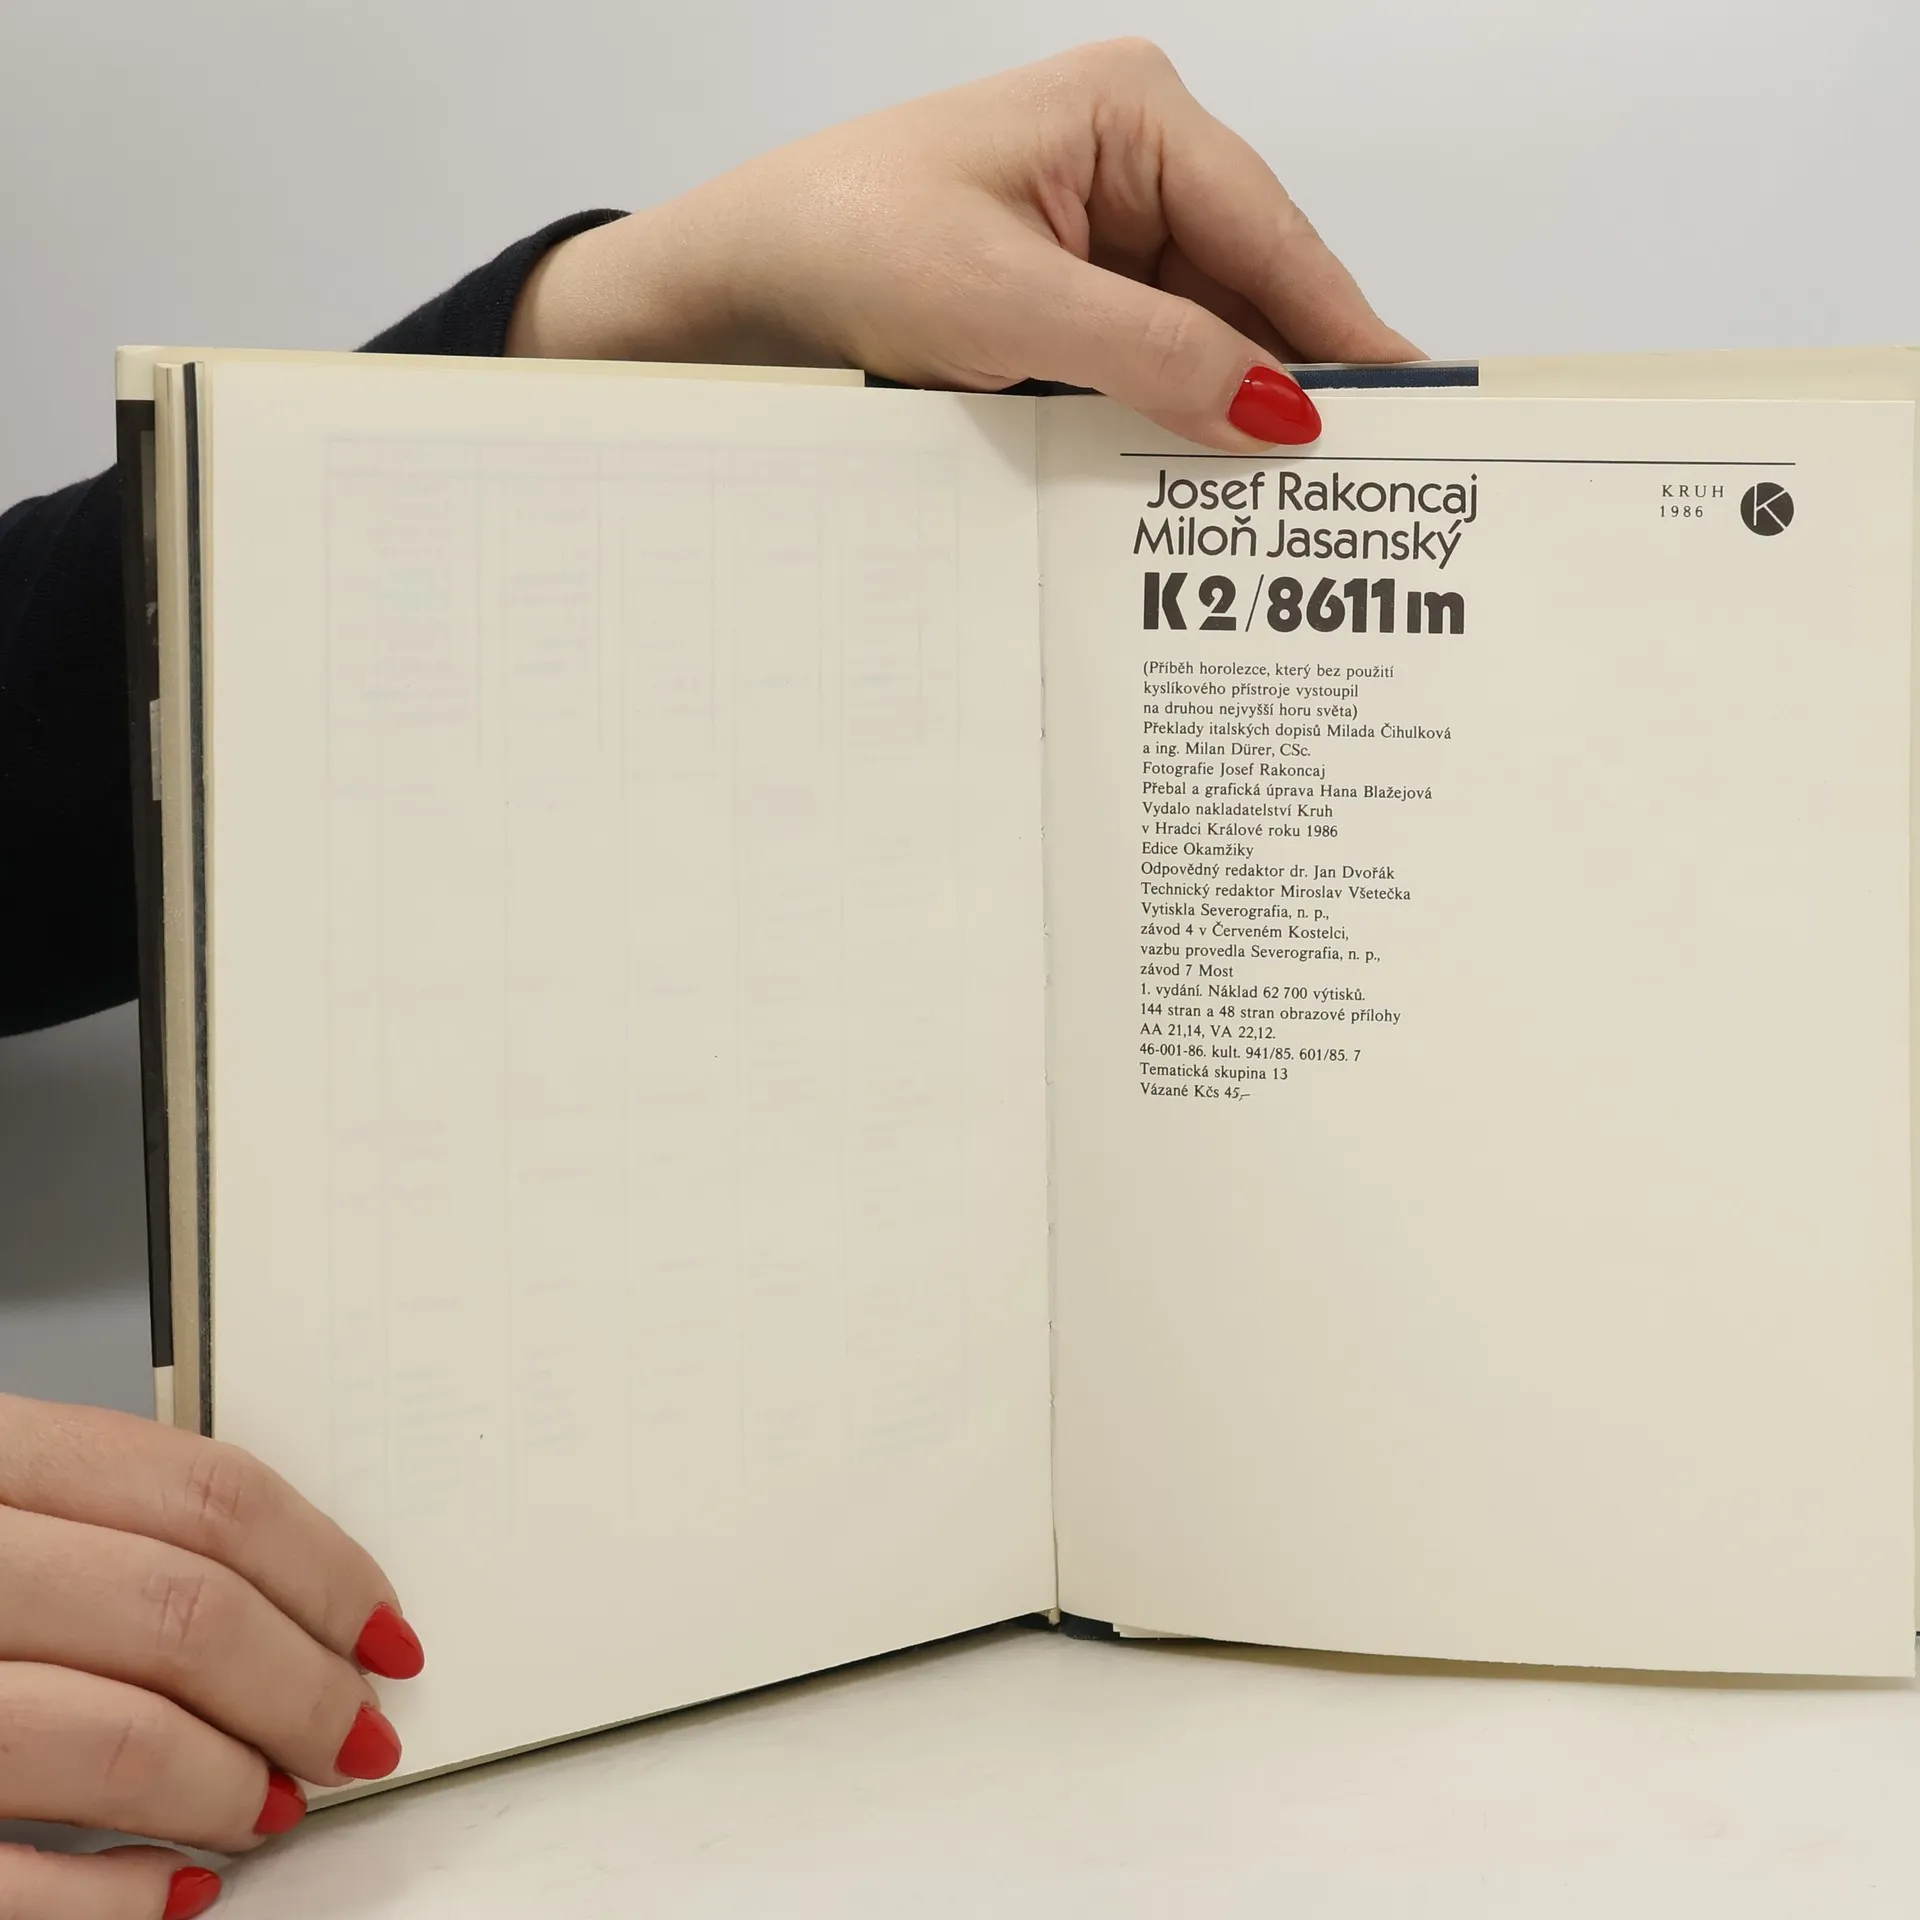 Josef Rakoncaj
Miloň Jasanský
K2/8611m
KRUH
1986
K
(Příběh horolezce, který bez použití
kyslíkového přístroje vystoupil
na druhou nejvyšší horu světa)
Překlady italských dopisů Milada Čihulková
a ing. Milan Dürer, CSc.
Fotografie Josef Rakoncaj
Přebal a grafická úprava Hana Blažejová
Vydalo nakladatelství Kruh
v Hradci Králové roku 1986
Edice Okamžiky
Odpovědný redaktor dr. Jan Dvořák
Technický redaktor Miroslav Všetečka
Vytiskla Severografia, n. p.,
závod 4 v Červeném Kostelci,
vazbu provedla Severografia, n. p.,
závod 7 Most
1. vydání. Náklad 62 700 výtisků.
144 stran a 48 stran obrazové přílohy
AA 21,14, VA 22,12.
46-001-86. kult. 941/85. 601/85. 7
Tematická skupina 13
Vázané Kčs 45,–